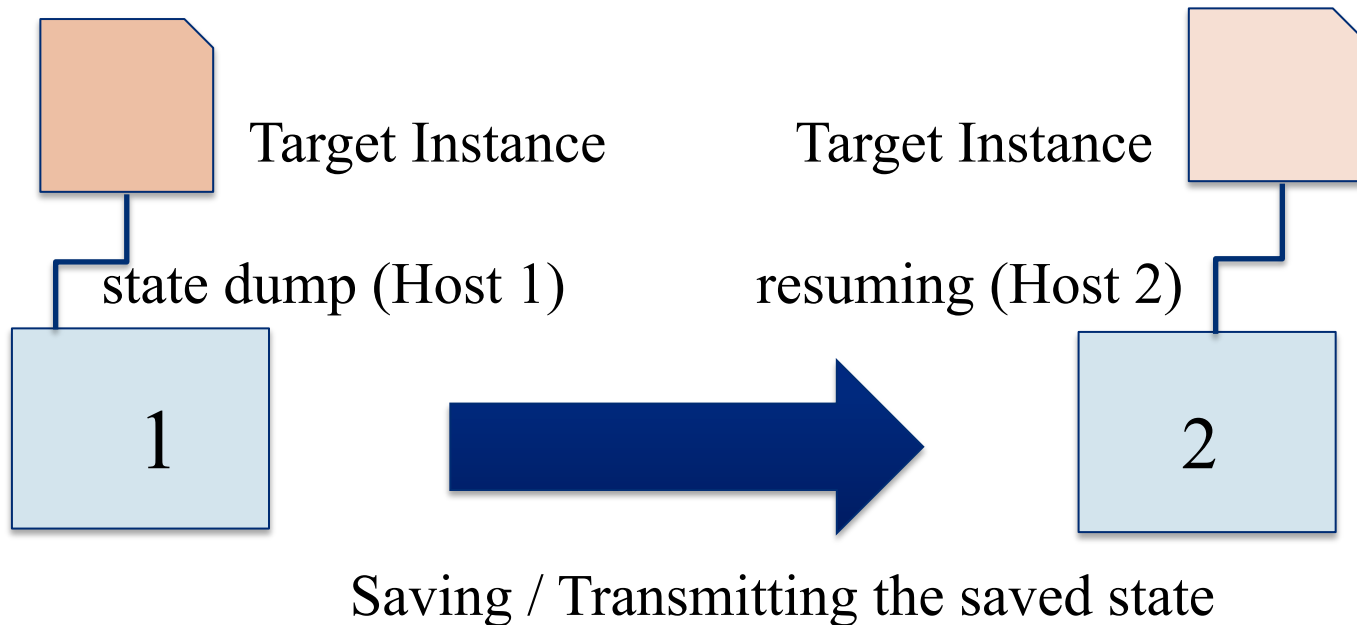 Target Instance
Target Instance
state dump (Host 1)
resuming (Host 2)
1
2
Saving / Transmitting the saved state